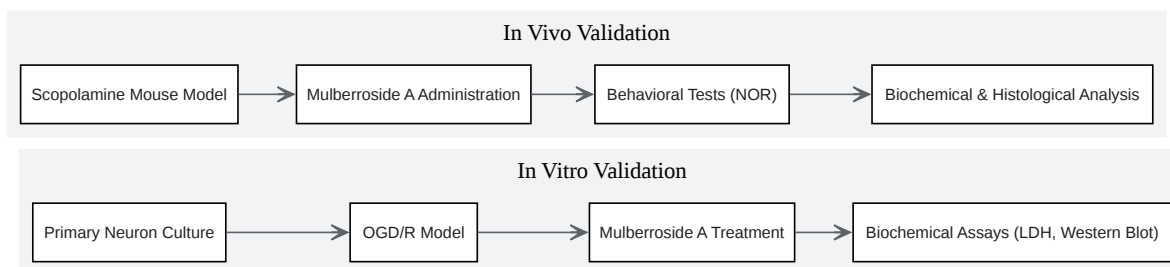 In Vivo Validation
Scopolamine Mouse Model
Mulberroside A Administration
Behavioral Tests (NOR)
Biochemical & Histological Analysis
In Vitro Validation
Primary Neuron Culture
OGD/R Model
Mulberroside A Treatment
Biochemical Assays (LDH, Western Blot)